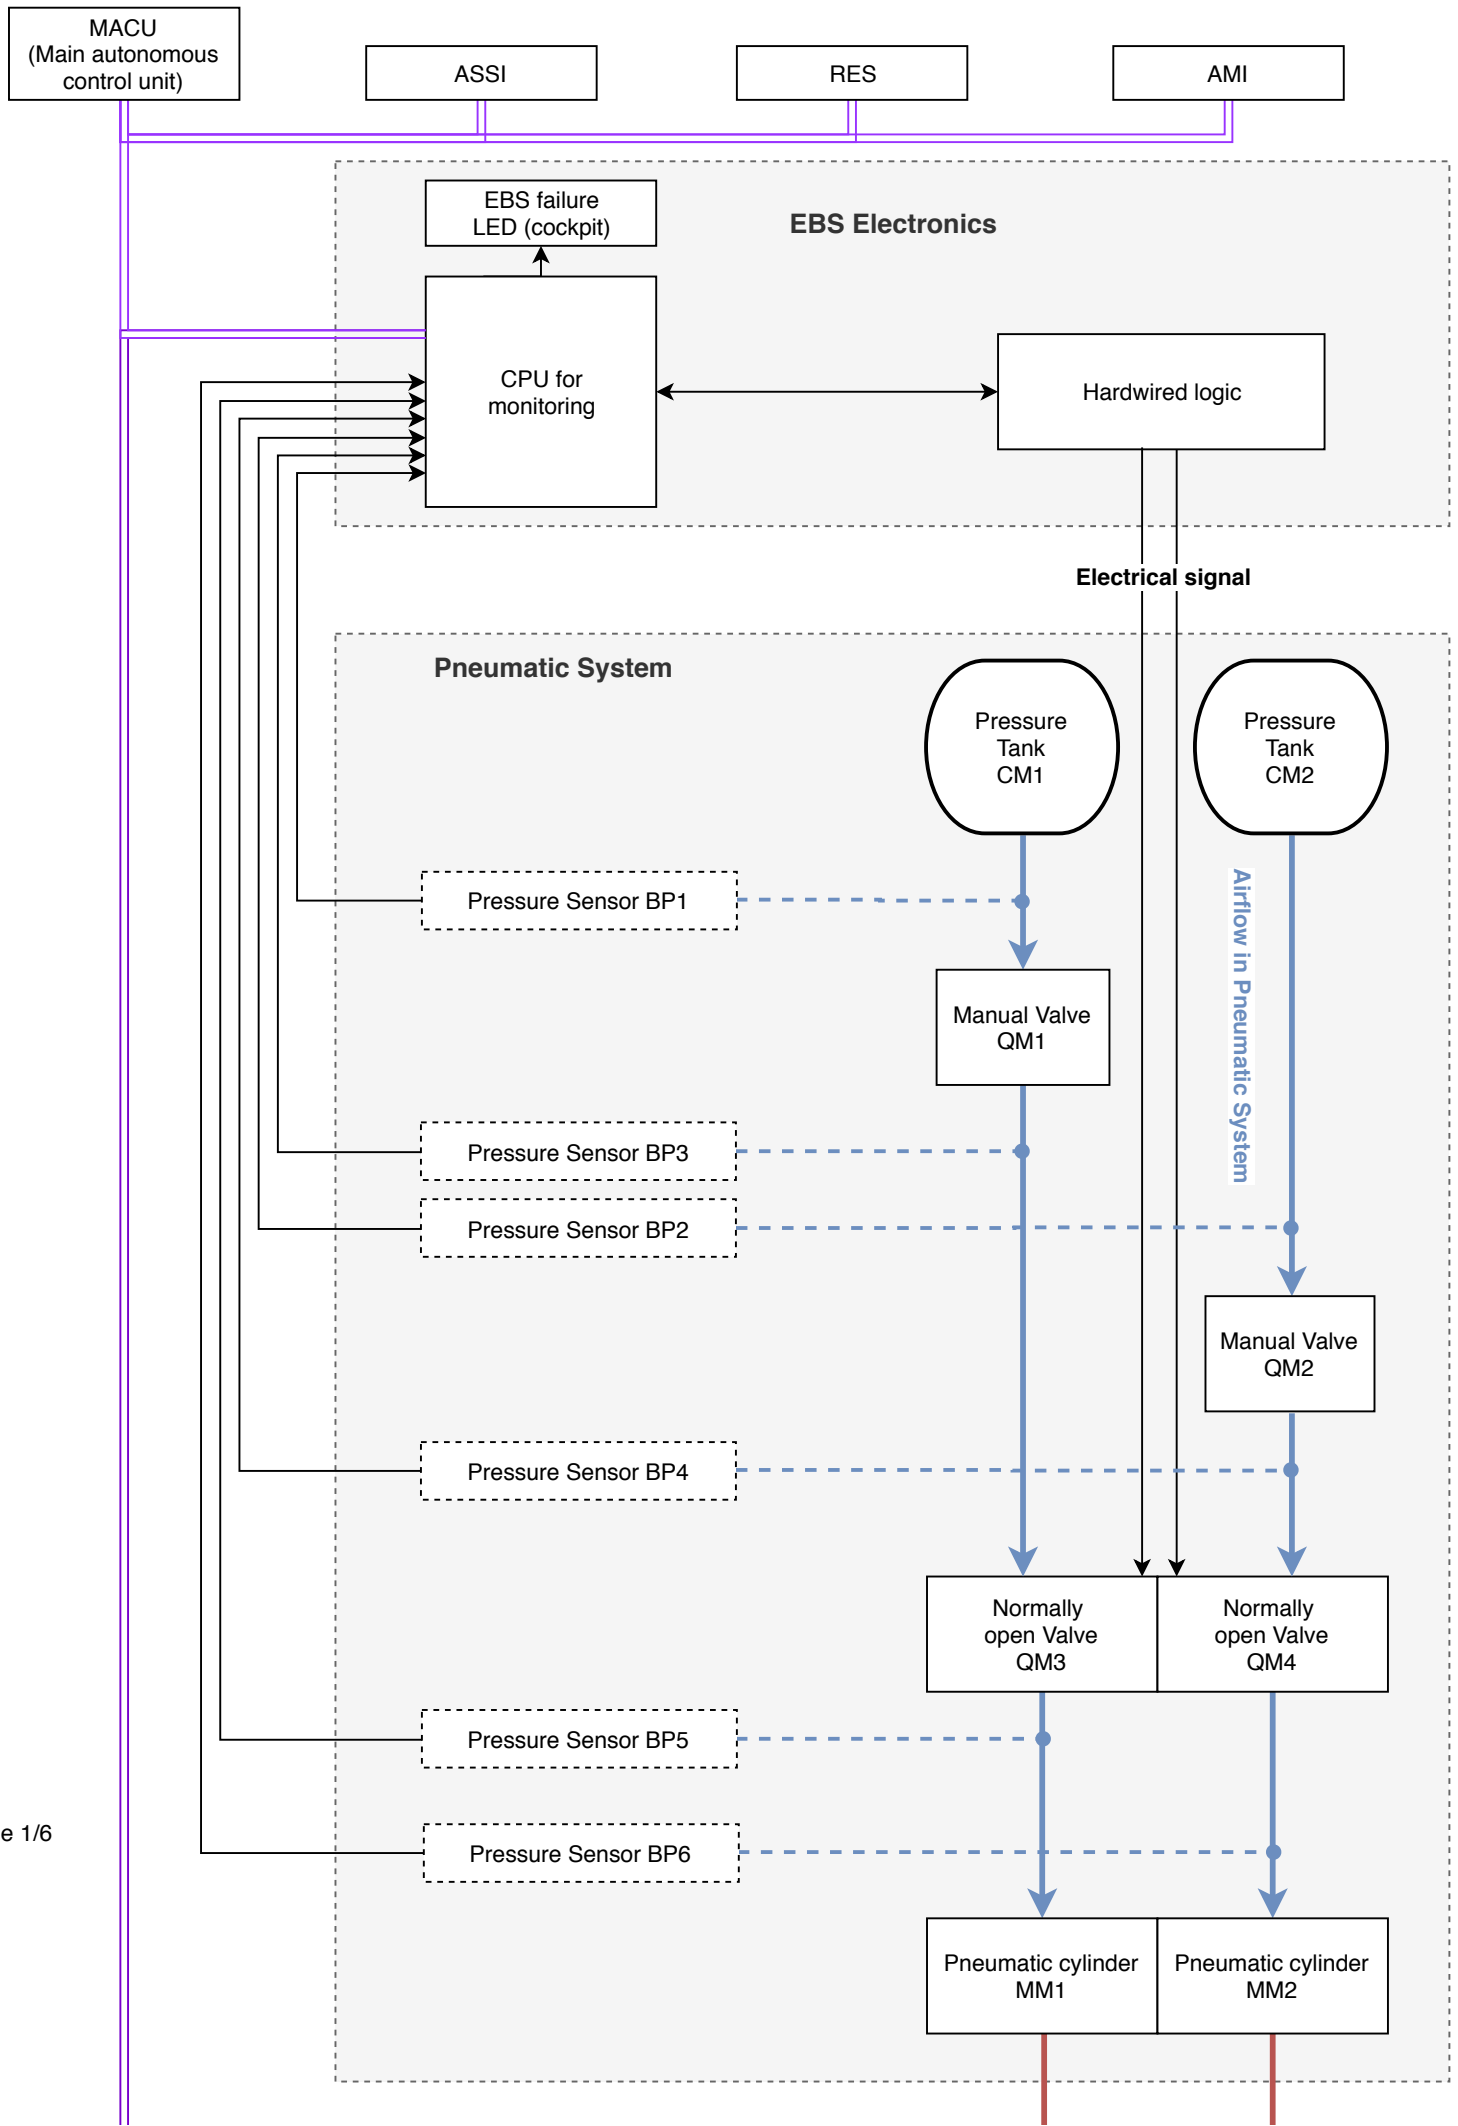 MACU
(Main autonomous
control unit)
ASSI
RES
AMI
EBS failure
LED (cockpit)
EBS Electronics
CPU for
monitoring
Hardwired logic
Electrical signal
Pneumatic System
Pressure
Tank
CM1
Pressure
Tank
CM2
Pressure Sensor BP1
Airflow in Pneumatic System
Manual Valve
QM1
Pressure Sensor BP3
Pressure Sensor BP2
Manual Valve
QM2
Pressure Sensor BP4
Normally
open Valve
QM3
Normally
open Valve
QM4
Pressure Sensor BP5
e 1/6
Pressure Sensor BP6
Pneumatic cylinder
MM1
Pneumatic cylinder
MM2